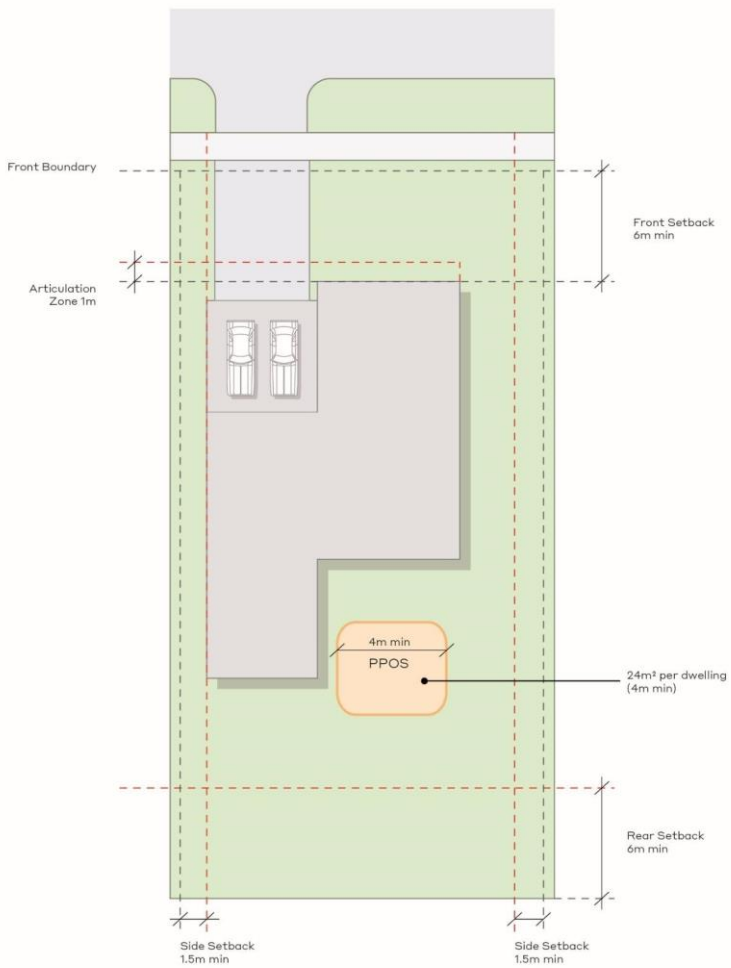 Front Boundary
Front Setback
6m min
Articulation
Zone 1m
4m min
PPOS
24m² per dwelling
(4m min)
Rear Setback
6m min
Side Setback
1.5m min
Side Setback
1.5m min